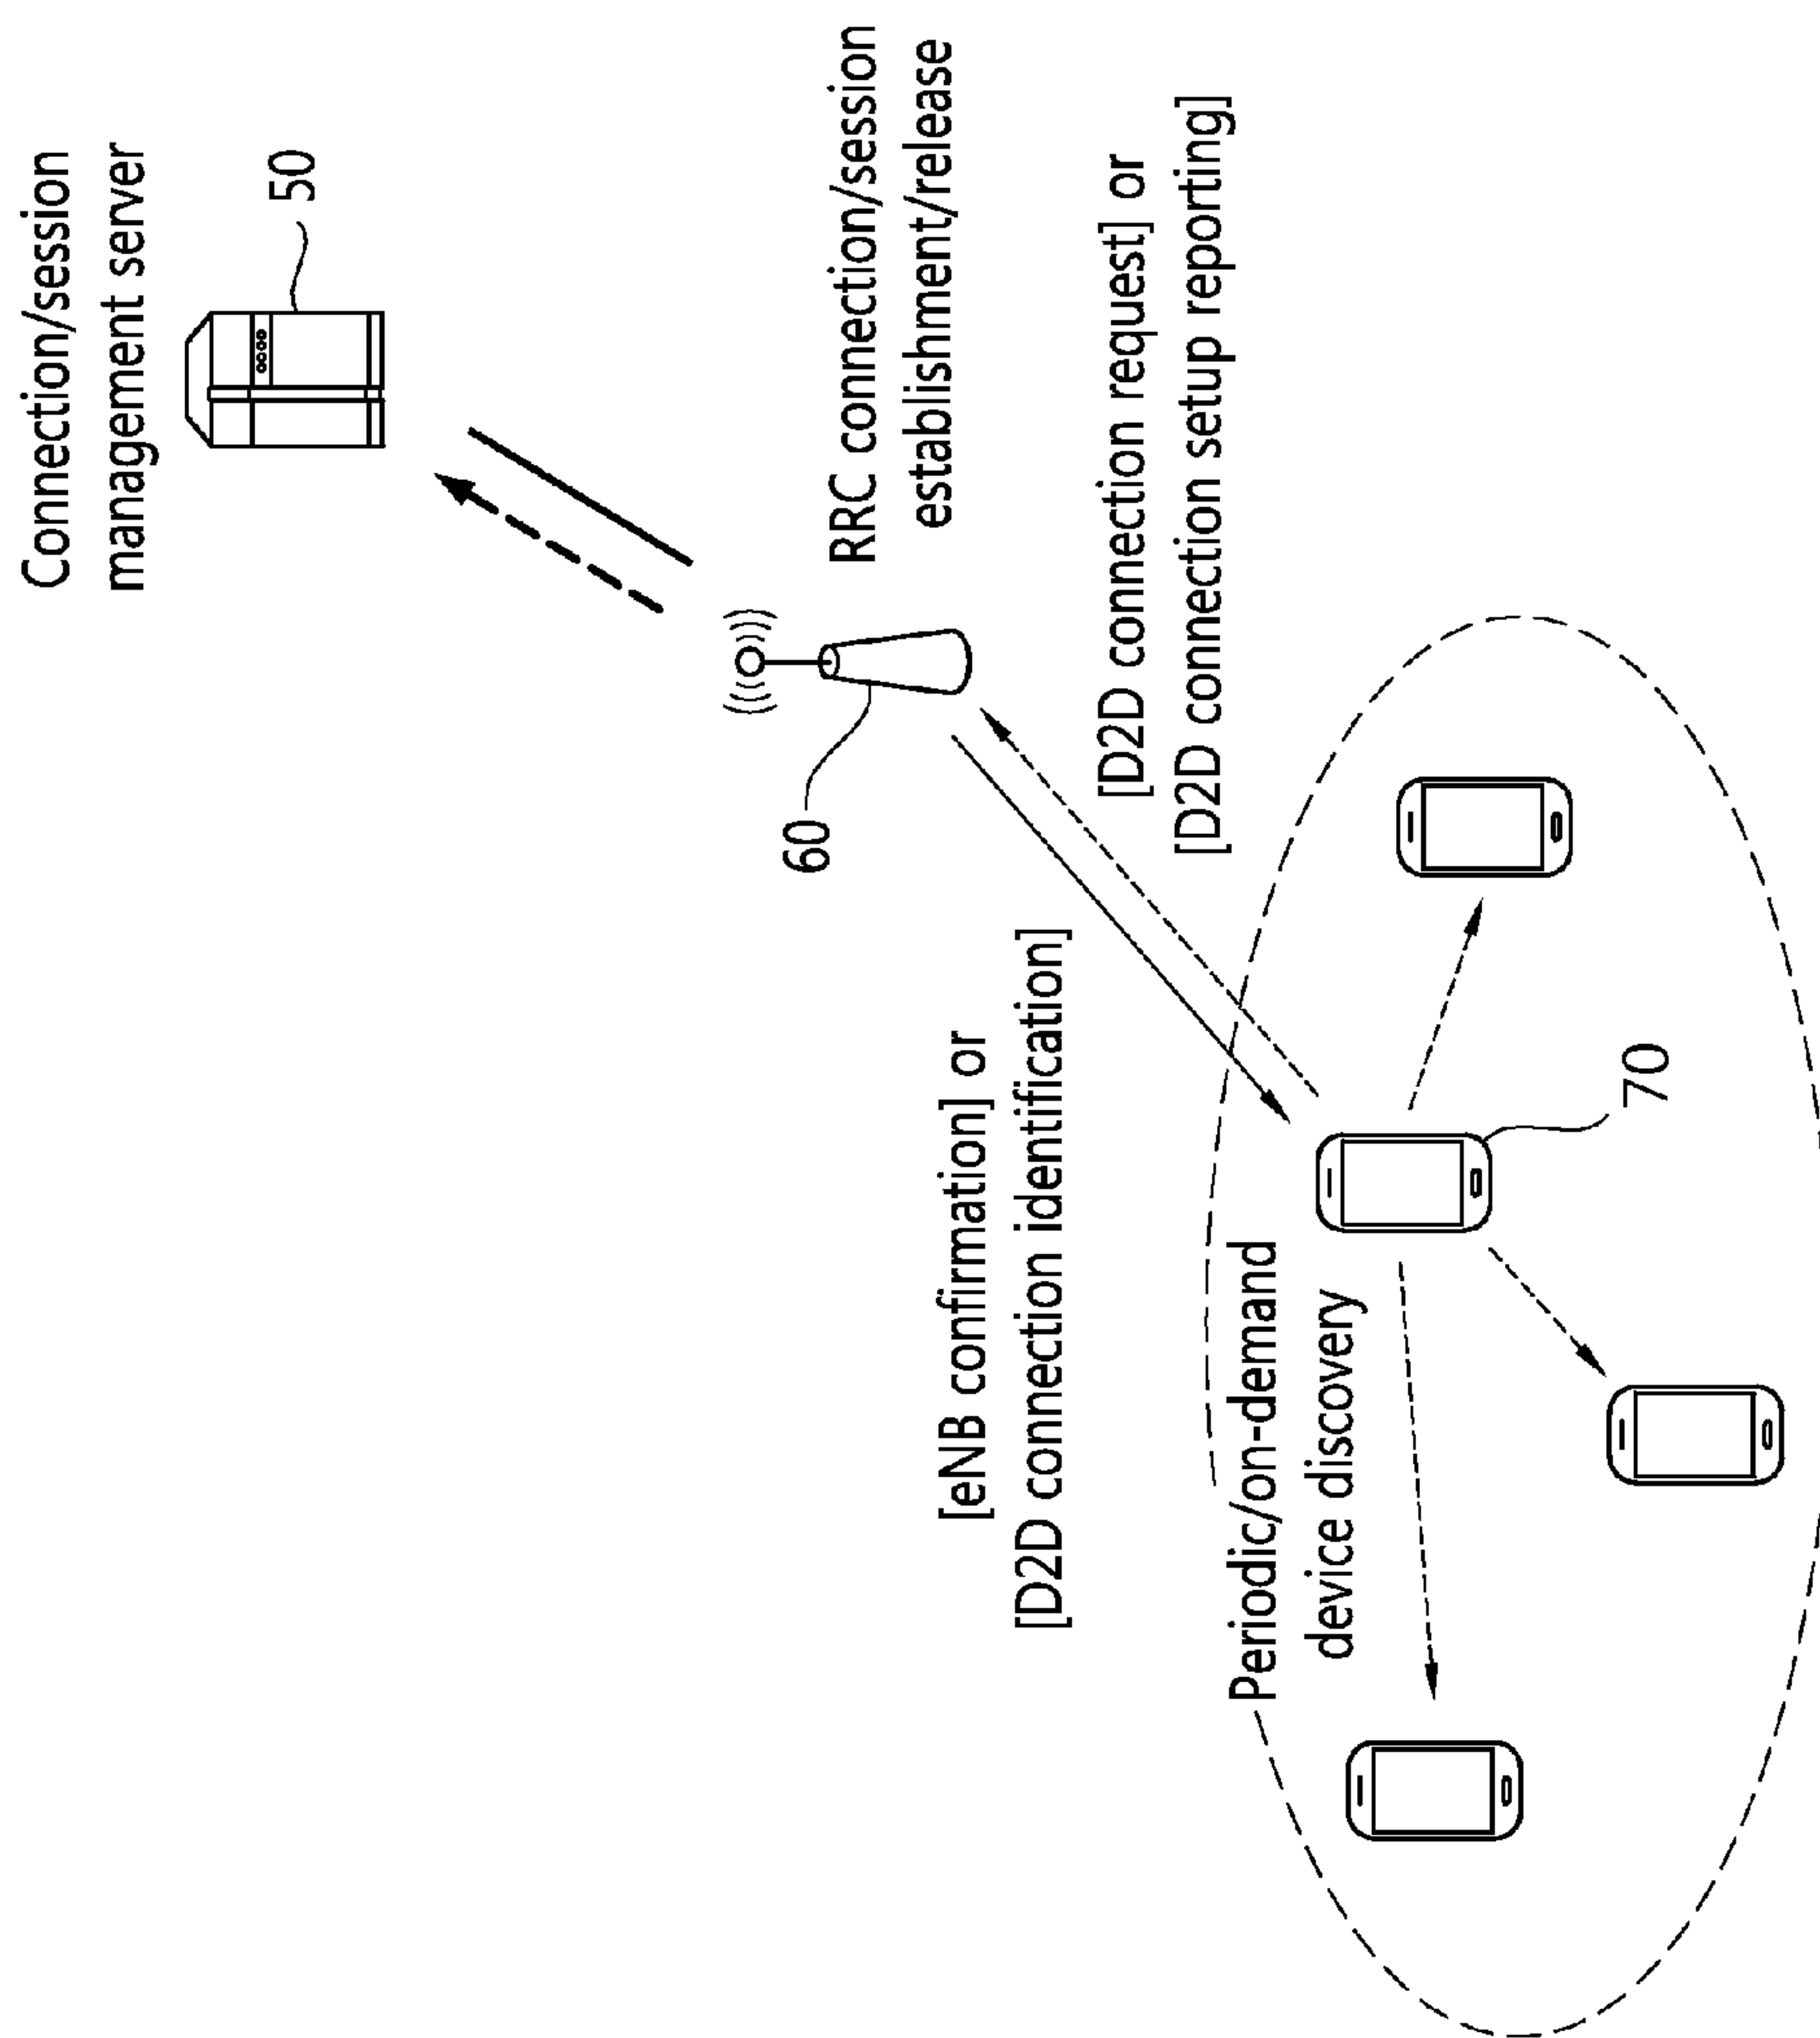 Connection/session
management server
50
RRC connection/session
establishment/release
60
[D2D connection request] or
[D2D connection setup reporting]
[eNB confirmation] or
[D2D connection identification]
Periodic/on-demand
device discovery
70